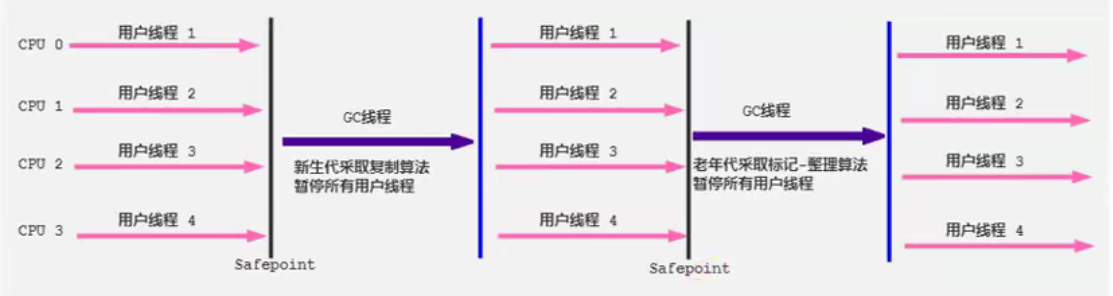 CPU 0
用户线程 1
用户线程 1
用户线程 1
CPU 1
用户线程 2
用户线程 2
用户线程 2
GC线程
GC线程
CPU 2
用户线程 3
新生代采取复制算法
暂停所有用户线程
用户线程 3
老年代采取标记-整理算法
暂停所有用户线程
用户线程 3
CPU 3
用户线程 4
用户线程 4
用户线程 4
Safepoint
Safepoint